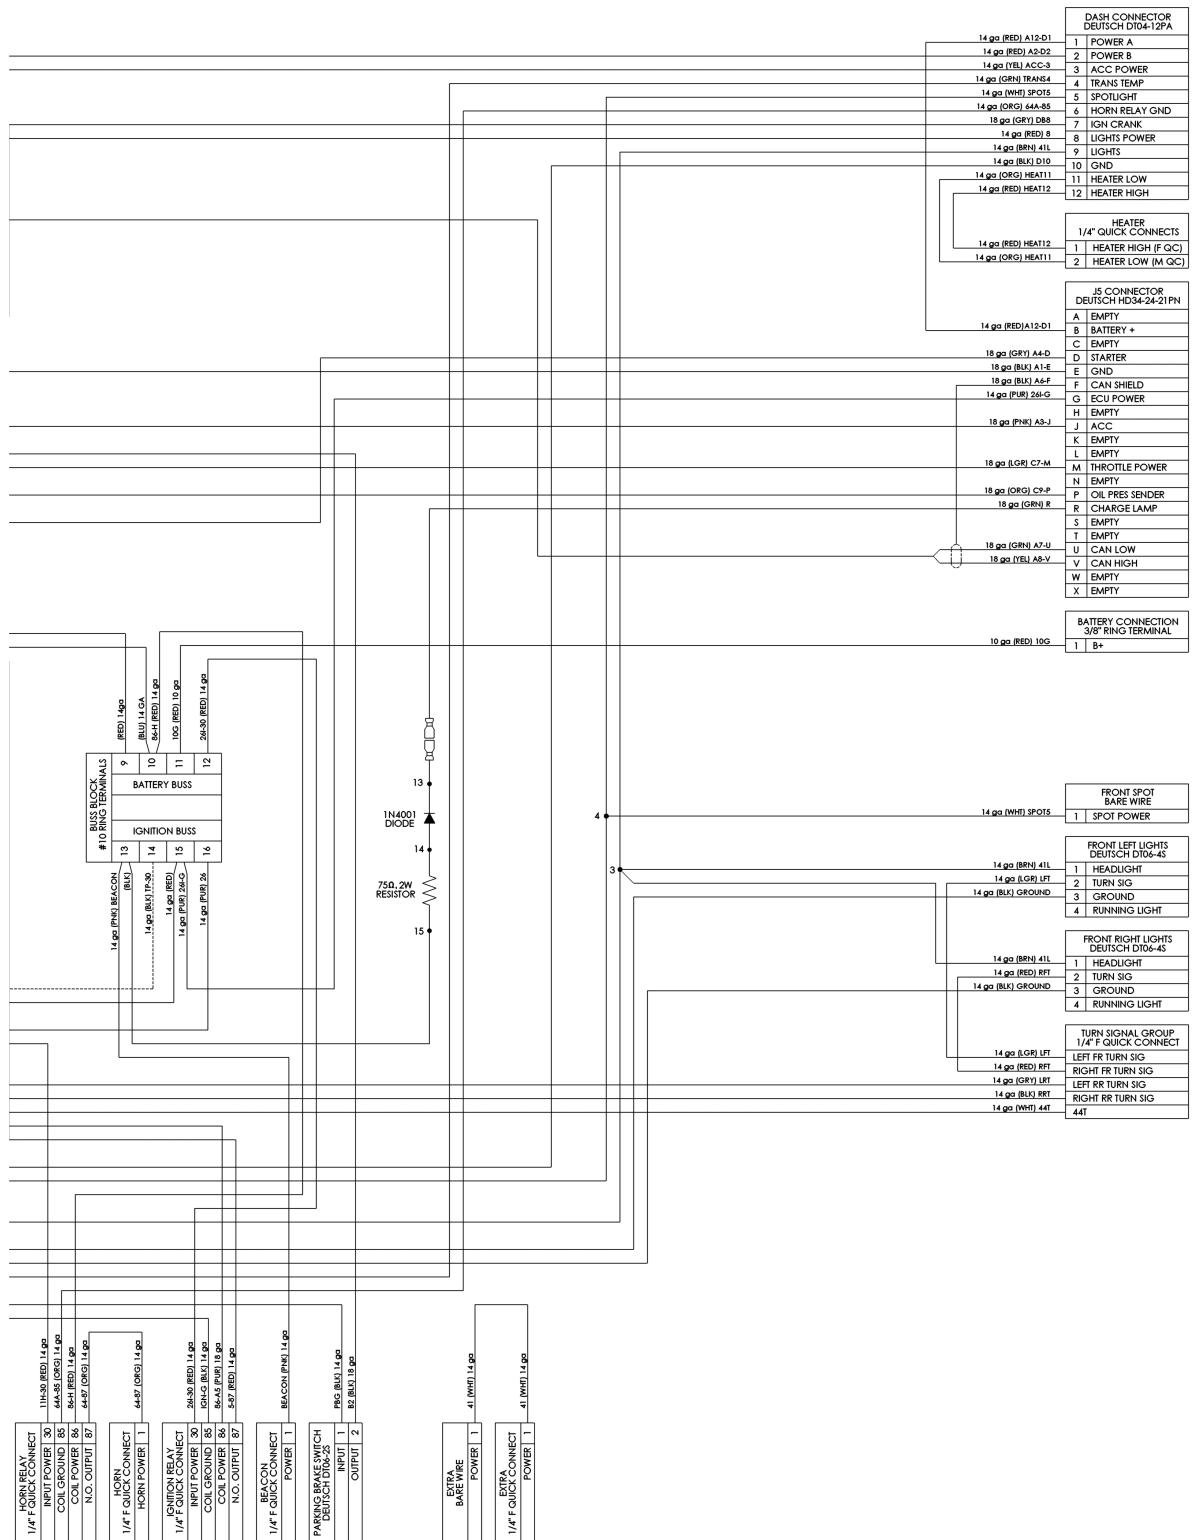 DASH CONNECTOR
DEUTSCH DT04-12PA
14 ga (RED) A12-D1 1 POWER A
14 ga (RED) A2-D2 2 POWER B
14 ga (YEL) ACC-3 3 ACC POWER
14 ga (GRN) TRANS4 4 TRANS TEMP
14 ga (WHT) SPOT5 5 SPOTLIGHT
14 ga (ORG) 64A-85 6 HORN RELAY GND
18 ga (GRY) DB8 7 IGN CRANK
14 ga (RED) 8 8 LIGHTS POWER
14 ga (BRN) 41L 9 LIGHTS
14 ga (BLK) D10 10 GND
14 ga (ORG) HEAT11 11 HEATER LOW
14 ga (RED) HEAT12 12 HEATER HIGH
HEATER
1/4" QUICK CONNECTS
14 ga (RED) HEAT12 1 HEATER HIGH (F QC)
14 ga (ORG) HEAT11 2 HEATER LOW (M QC)
J5 CONNECTOR
DEUTSCH HD34-24-21PN
A EMPTY
14 ga (RED)A12-D1 B BATTERY +
C EMPTY
18 ga (GRY) A4-D D STARTER
18 ga (BLK) A1-E E GND
18 ga (BLK) A6-F F CAN SHIELD
14 ga (PUR) 26I-G G ECU POWER
H EMPTY
18 ga (PNK) A3-J J ACC
K EMPTY
L EMPTY
18 ga (LGR) C7-M M THROTTLE POWER
N EMPTY
18 ga (ORG) C9-P P OIL PRES SENDER
18 ga (GRN) R R CHARGE LAMP
S EMPTY
T EMPTY
18 ga (GRN) A7-U U CAN LOW
18 ga (YEL) A8-V V CAN HIGH
W EMPTY
X EMPTY
BATTERY CONNECTION
3/8" RING TERMINAL
10 ga (RED) 10G 1 B+
(RED) 14ga
(BLU) 14 GA
86-H (RED) 14 ga
10G (RED) 10 ga
26I-30 (RED) 14 ga
BUSS BLOCK
#10 RING TERMINALS
9 10 11 12
BATTERY BUSS
IGNITION BUSS
13 14 15 16
14 ga (PNK) BEACON
(BLK)
14 ga (BLK) TP-30
14 ga (RED)
14 ga (PUR) 26I-G
14 ga (PUR) 26
13
1N4001
DIODE
14
75Ω, 2W
RESISTOR
15
4
3
FRONT SPOT
BARE WIRE
14 ga (WHT) SPOT5 1 SPOT POWER
FRONT LEFT LIGHTS
DEUTSCH DT06-4S
14 ga (BRN) 41L 1 HEADLIGHT
14 ga (LGR) LFT 2 TURN SIG
14 ga (BLK) GROUND 3 GROUND
4 RUNNING LIGHT
FRONT RIGHT LIGHTS
DEUTSCH DT06-4S
14 ga (BRN) 41L 1 HEADLIGHT
14 ga (RED) RFT 2 TURN SIG
14 ga (BLK) GROUND 3 GROUND
4 RUNNING LIGHT
TURN SIGNAL GROUP
1/4" F QUICK CONNECT
14 ga (LGR) LFT LEFT FR TURN SIG
14 ga (RED) RFT RIGHT FR TURN SIG
14 ga (GRY) LRT LEFT RR TURN SIG
14 ga (BLK) RRT RIGHT RR TURN SIG
14 ga (WHT) 44T 44T
HORN RELAY
1/4" F QUICK CONNECT
INPUT POWER 30 11H-30 (RED) 14 ga
COIL GROUND 85 64A-85 (ORG) 14 ga
COIL POWER 86 86-H (RED) 14 ga
N.O. OUTPUT 87 64-87 (ORG) 14 ga
HORN
1/4" F QUICK CONNECT
HORN POWER 1 64-87 (ORG) 14 ga
IGNITION RELAY
1/4" F QUICK CONNECT
INPUT POWER 30 26I-30 (RED) 14 ga
COIL GROUND 85 IGN-G (BLK) 14 ga
COIL POWER 86 86-A5 (PUR) 18 ga
N.O. OUTPUT 87 5-87 (RED) 14 ga
BEACON
1/4" F QUICK CONNECT
POWER 1 BEACON (PNK) 14 ga
PARKING BRAKE SWITCH
DEUTSCH DT06-2S
INPUT 1 PBG (BLK) 14 ga
OUTPUT 2 B2 (BLK) 18 ga
EXTRA
BARE WIRE
POWER 1 41 (WHT) 14 ga
EXTRA
1/4" F QUICK CONNECT
POWER 1 41 (WHT) 14 ga